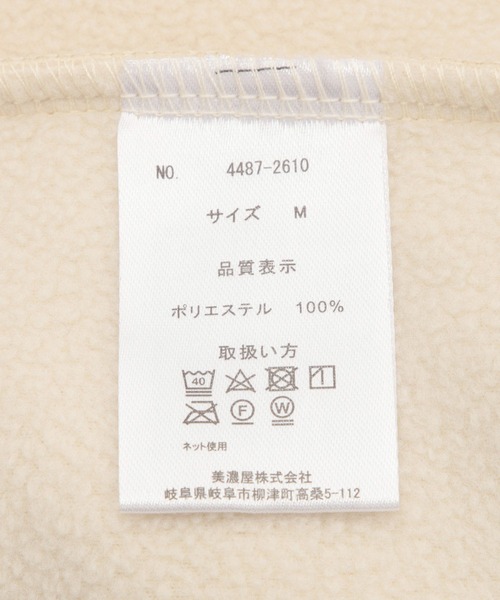 NO. 4487-2610
サイズ M
品質表示
ポリエステル 100%
取扱い方
40
F W
ネット使用
美濃屋株式会社
岐阜県岐阜市柳津町高桑5-112